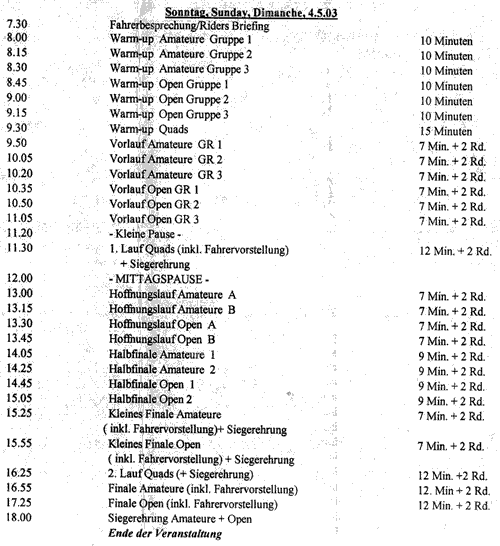 Sonntag, Sunday, Dimanche, 4.5.03
7.30 Fahrerbesprechung/Riders Briefing
8.00 Warm-up Amateure Gruppe 1 10 Minuten
8.15 Warm-up Amateure Gruppe 2 10 Minuten
8.30 Warm-up Amateure Gruppe 3 10 Minuten
8.45 Warm-up Open Gruppe 1 10 Minuten
9.00 Warm-up Open Gruppe 2 10 Minuten
9.15 Warm-up Open Gruppe 3 10 Minuten
9.30 Warm-up Quads 15 Minuten
9.50 Vorlauf Amateure GR 1 7 Min. + 2 Rd.
10.05 Vorlauf Amateure GR 2 7 Min. + 2 Rd.
10.20 Vorlauf Amateure GR 3 7 Min. + 2 Rd.
10.35 Vorlauf Open GR 1 7 Min. + 2 Rd.
10.50 Vorlauf Open GR 2 7 Min. + 2 Rd.
11.05 Vorlauf Open GR 3 7 Min. + 2 Rd.
11.20 - Kleine Pause -
11.30 1. Lauf Quads (inkl. Fahrervorstellung) 12 Min. + 2 Rd.
+ Siegerehrung
12.00 - MITTAGSPAUSE -
13.00 Hoffnungslauf Amateure A 7 Min. + 2 Rd.
13.15 Hoffnungslauf Amateure B 7 Min. + 2 Rd.
13.30 Hoffnungslauf Open A 7 Min. + 2 Rd.
13.45 Hoffnungslauf Open B 7 Min. + 2 Rd.
14.05 Halbfinale Amateure 1 9 Min. + 2 Rd.
14.25 Halbfinale Amateure 2 9 Min. + 2 Rd.
14.45 Halbfinale Open 1 9 Min. + 2 Rd.
15.05 Halbfinale Open 2 9 Min. + 2 Rd.
15.25 Kleines Finale Amateure 7 Min. + 2 Rd.
( inkl. Fahrervorstellung)+ Siegerehrung
15.55 Kleines Finale Open 7 Min. + 2 Rd.
( inkl. Fahrervorstellung) + Siegerehrung
16.25 2. Lauf Quads (+ Siegerehrung) 12 Min. +2 Rd.
16.55 Finale Amateure (inkl. Fahrervorstellung) 12. Min + 2 Rd.
17.25 Finale Open (inkl. Fahrervorstellung) 12 Min. + 2 Rd.
18.00 Siegerehrung Amateure + Open
Ende der Veranstaltung